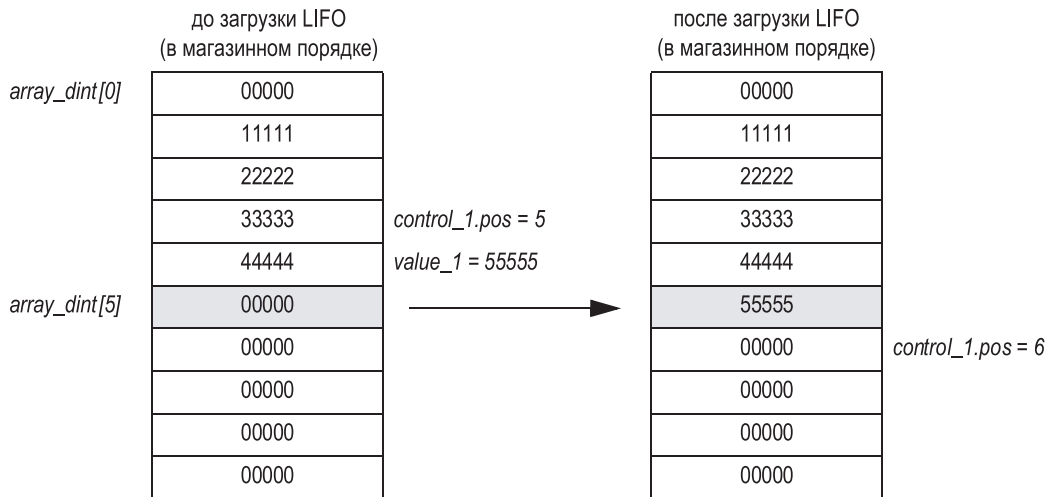 до загрузки LIFO
(в магазинном порядке)
после загрузки LIFO
(в магазинном порядке)
array_dint[0]
00000
00000
11111
11111
22222
22222
33333
control_1.pos = 5
33333
44444
value_1 = 55555
44444
array_dint[5]
00000
55555
00000
00000
control_1.pos = 6
00000
00000
00000
00000
00000
00000